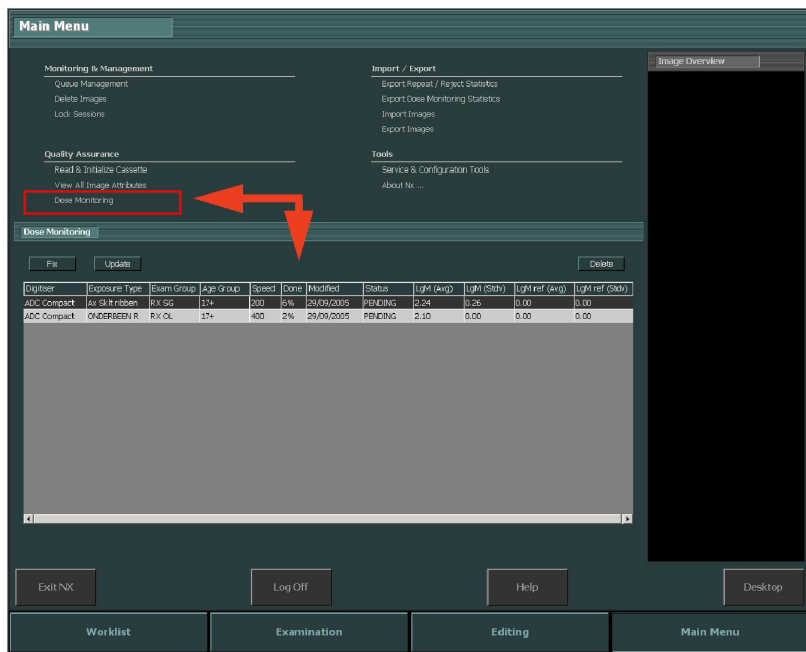 Main Menu
Image Overview
Monitoring & Management
Queue Management
Delete Images
Lock Sessions
Import / Export
Export Repeat / Reject Statistics
Export Dose Monitoring Statistics
Import Images
Export Images
Quality Assurance
Read & Initialize Cassette
View All Image Attributes
Dose Monitoring
Tools
Service & Configuration Tools
About Nx ...
Dose Monitoring
Fix Update Delete
Digitiser Exposure Type Exam Group Age Group Speed Done Modified Status LgM (Avg) LgM (Stdv) LgM ref (Avg) LgM ref (Stdv)
ADC Compact Ax Sklt ribben RX SG 17+ 200 6% 29/09/2005 PENDING 2.24 0.26 0.00 0.00
ADC Compact ONDERBEEN R RX OL 17+ 400 2% 29/09/2005 PENDING 2.10 0.00 0.00 0.00
Exit NX Log Off Help Desktop
Worklist Examination Editing Main Menu